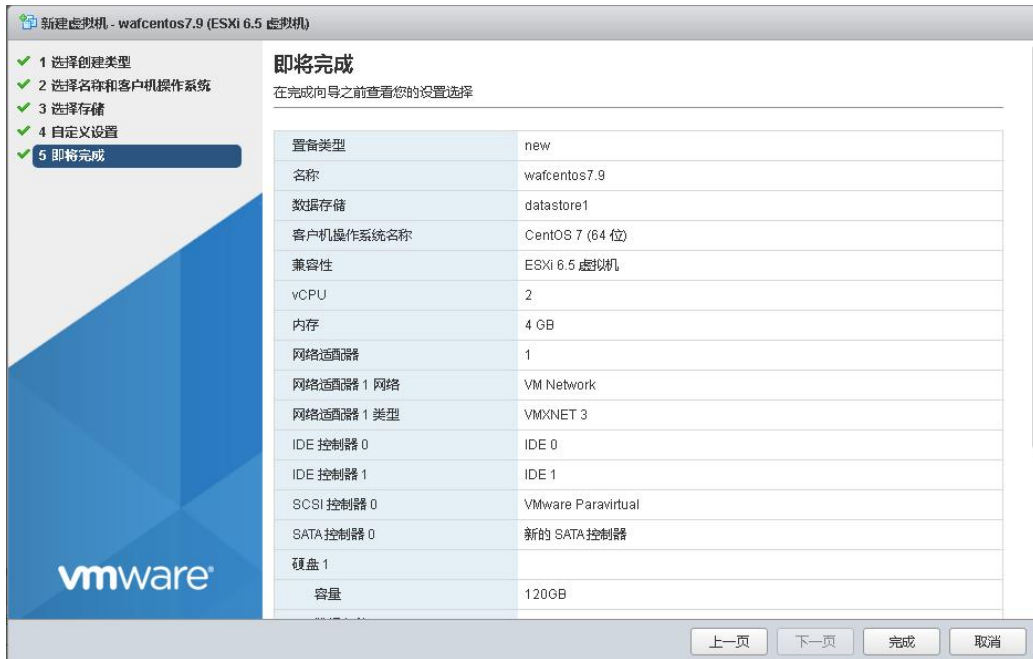 新建虚拟机 - wafcentos7.9 (ESXi 6.5 虚拟机)
1 选择创建类型
2 选择名称和客户机操作系统
3 选择存储
4 自定义设置
5 即将完成
即将完成
在完成向导之前查看您的设置选择
置备类型 new
名称 wafcentos7.9
数据存储 datastore1
客户机操作系统名称 CentOS 7 (64 位)
兼容性 ESXi 6.5 虚拟机
vCPU 2
内存 4 GB
网络适配器 1
网络适配器 1 网络 VM Network
网络适配器 1 类型 VMXNET 3
IDE 控制器 0 IDE 0
IDE 控制器 1 IDE 1
SCSI 控制器 0 VMware Paravirtual
SATA 控制器 0 新的 SATA 控制器
硬盘 1
容量 120GB
vmware
上一页 下一页 完成 取消